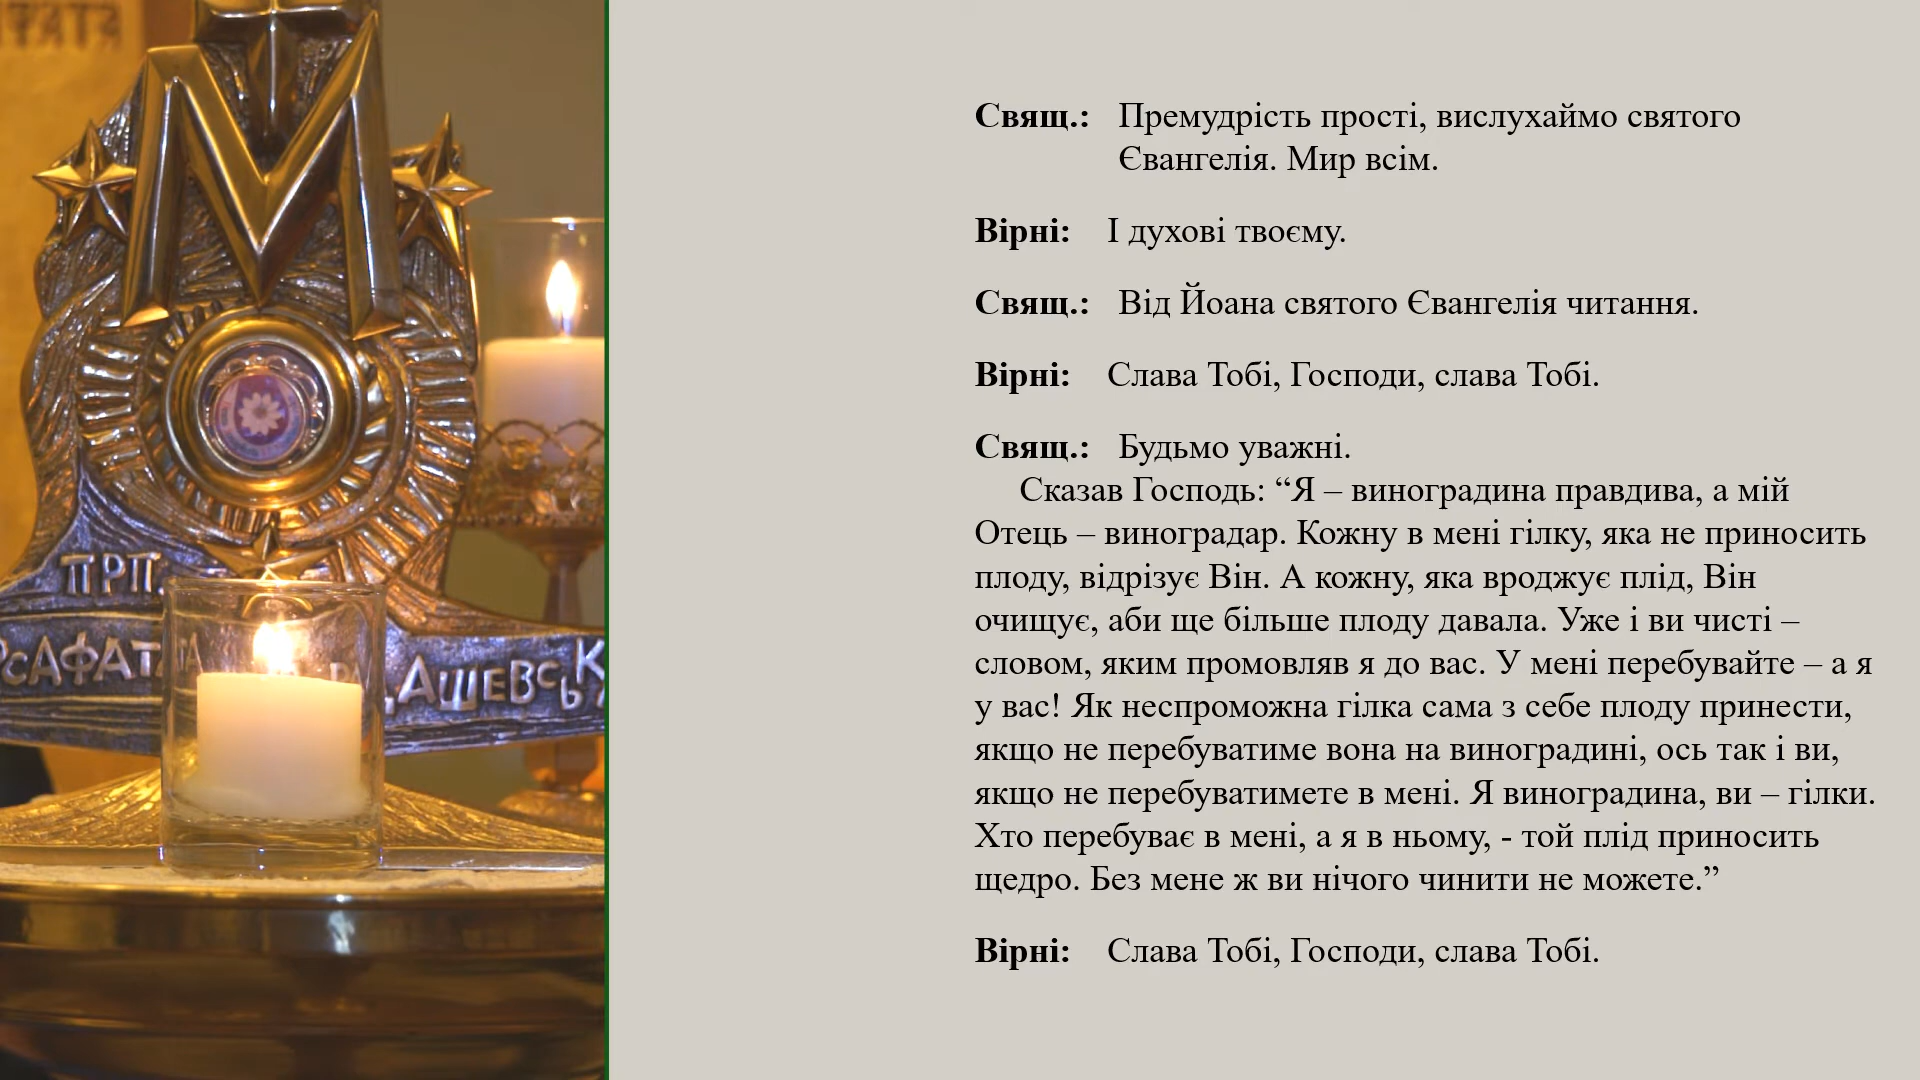 М
ПРП.
Свящ.: Премудрість прості, вислухаймо святого
Євангелія. Мир всім.
Вірні: І духові твоєму.
Свящ.: Від Йоана святого Євангелія читання.
Вірні: Слава Тобі, Господи, слава Тобі.
Свящ.: Будьмо уважні.
Сказав Господь: “Я – виноградина правдива, а мій
Отець – виноградар. Кожну в мені гілку, яка не приносить
плоду, відрізує Він. А кожну, яка вроджує плід, Він
очищує, аби ще більше плоду давала. Уже і ви чисті –
словом, яким промовляв я до вас. У мені перебувайте – а я
у вас! Як неспроможна гілка сама з себе плоду принести,
якщо не перебуватиме вона на виноградині, ось так і ви,
якщо не перебуватимете в мені. Я виноградина, ви – гілки.
Хто перебуває в мені, а я в ньому, - той плід приносить
щедро. Без мене ж ви нічого чинити не можете.”
Вірні: Слава Тобі, Господи, слава Тобі.